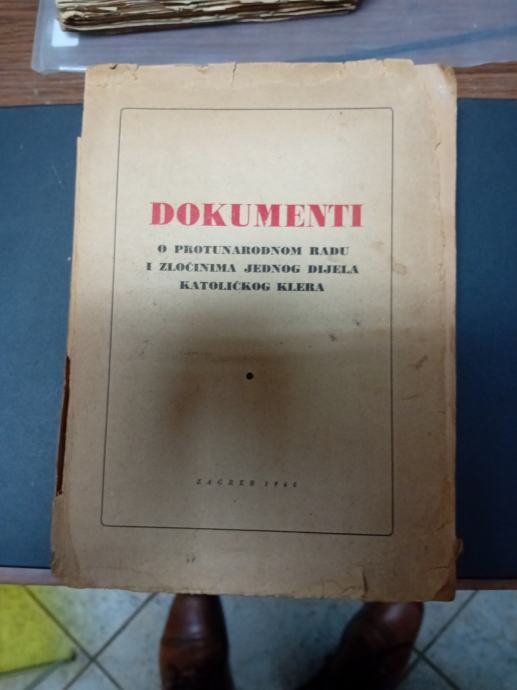 DOKUMENTI
O PROTUNARODNOM RADU
I ZLOČINIMA JEDNOG DIJELA
KATOLIČKOG KLERA
ZAGREB 1946